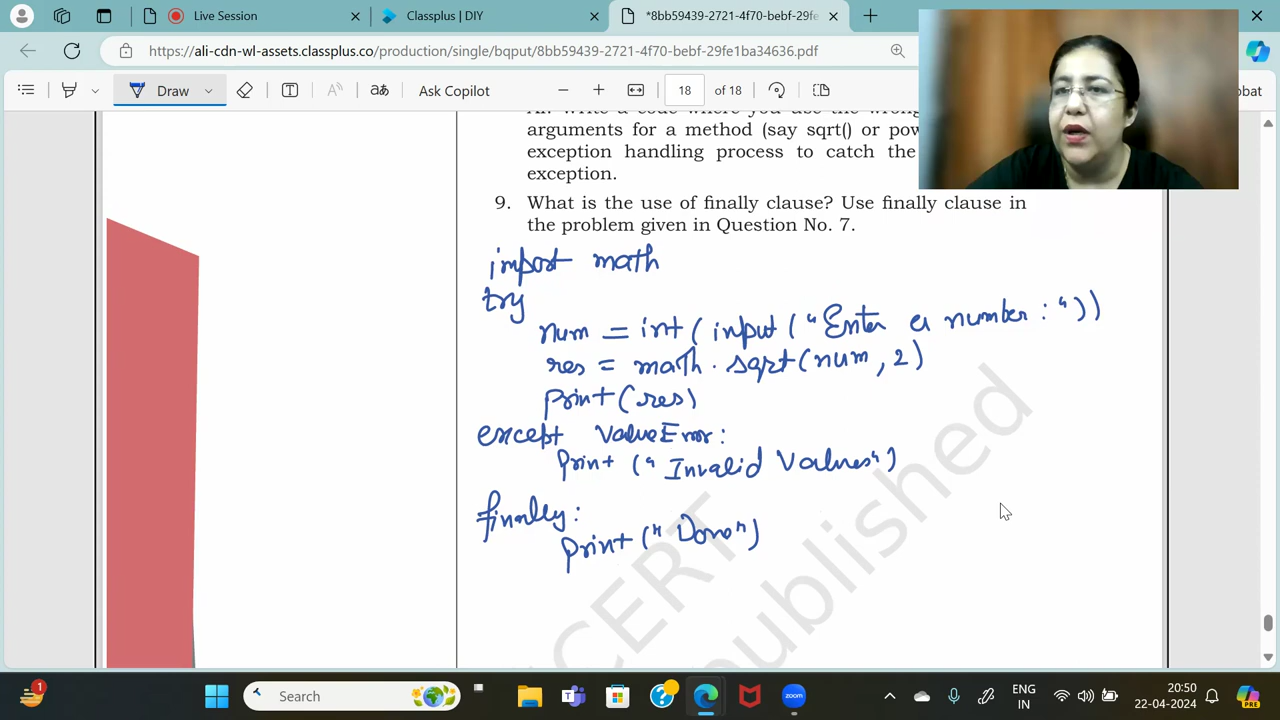 Live Session
Classplus | DIY
*8bb59439-2721-4f70-bebf-29fe
https://ali-cdn-wl-assets.classplus.co/production/single/bqput/8bb59439-2721-4f70-bebf-29fe1ba34636.pdf
Draw
Ask Copilot
18 of 18
arguments for a method (say sqrt() or pow
exception handling process to catch the
exception.
9. What is the use of finally clause? Use finally clause in
the problem given in Question No. 7.
import math
try
num = int(input("Enter a number:"))
res = math.sqrt(num,2)
print(res)
except ValueError:
print("Invalid Values")
finally:
print("Done")
CERT
published
1
Search
ENG
IN
20:50
22-04-2024
PRE